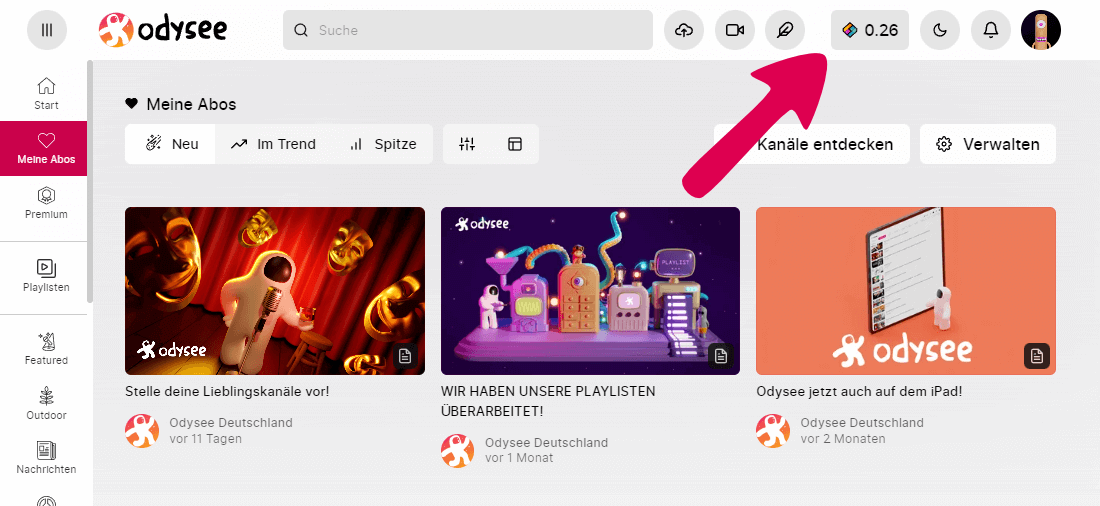 odysee
Suche
0.26
Start
Meine Abos
Premium
Playlisten
Featured
Outdoor
Nachrichten
Meine Abos
Neu
Im Trend
Spitze
Kanäle entdecken
Verwalten
odysee
Stelle deine Lieblingskanäle vor!
Odysee Deutschland
vor 11 Tagen
odysee
PLAYLIST
WIR HABEN UNSERE PLAYLISTEN
ÜBERARBEITET!
Odysee Deutschland
vor 1 Monat
odysee
Odysee jetzt auch auf dem iPad!
Odysee Deutschland
vor 2 Monaten